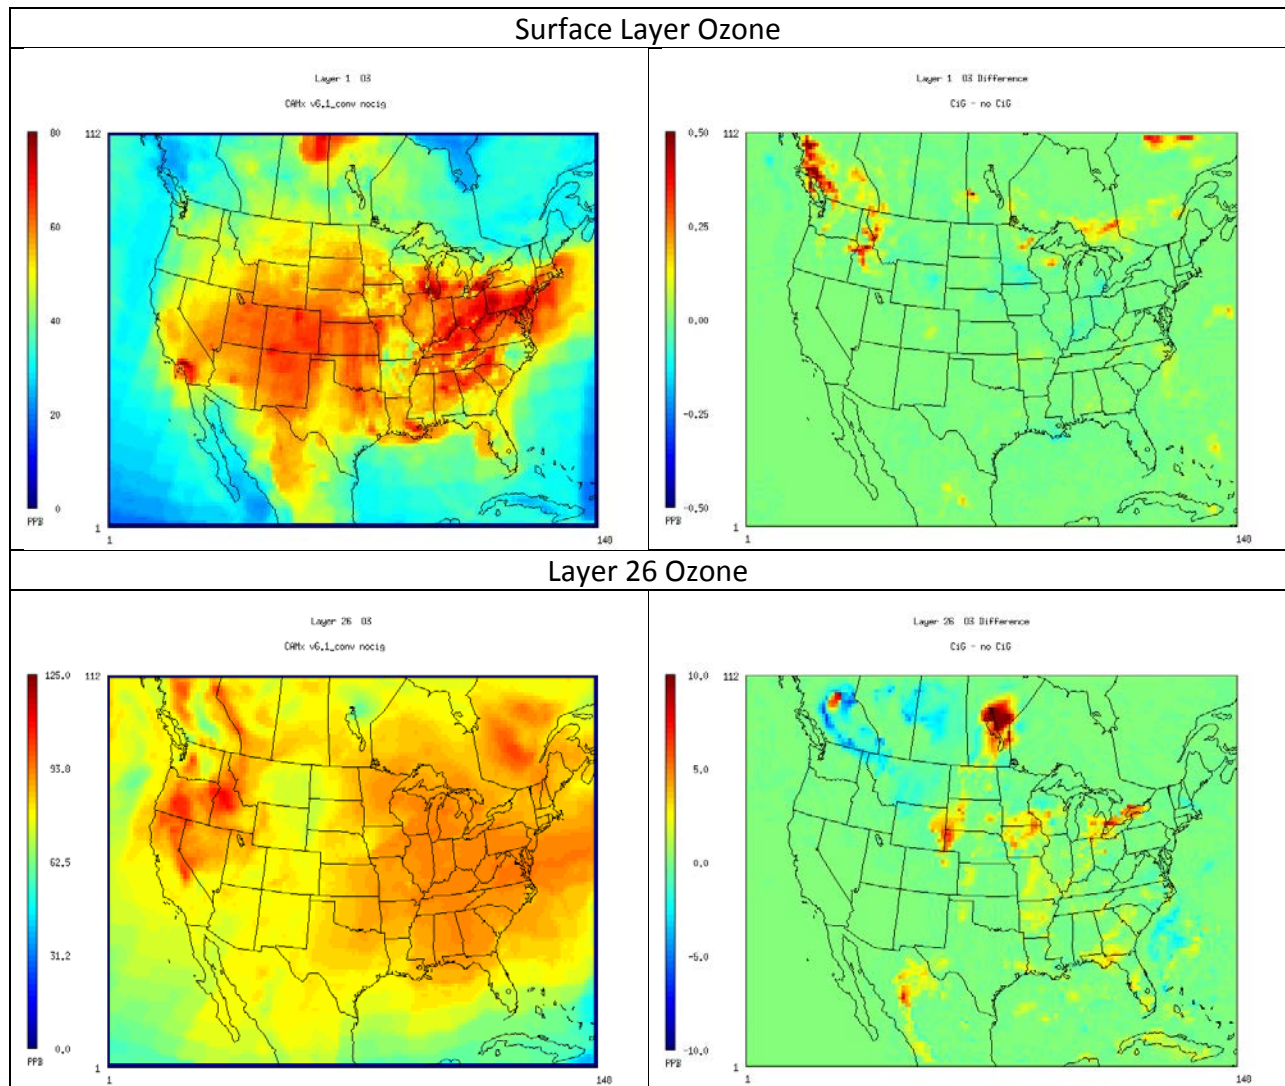 Surface Layer Ozone
Layer 1 O3
CAMx v6.1_conv nocig
80
60
40
20
0
PPB
112
1
1
148
Layer 1 O3 Difference
CiG - no CiG
0.50
0.25
0.00
-0.25
-0.50
PPB
112
1
1
148
Layer 26 Ozone
Layer 26 O3
CAMx v6.1_conv nocig
125.0
93.8
62.5
31.2
0.0
PPB
112
1
1
148
Layer 26 O3 Difference
CiG - no CiG
10.0
5.0
0.0
-5.0
-10.0
PPB
112
1
1
148